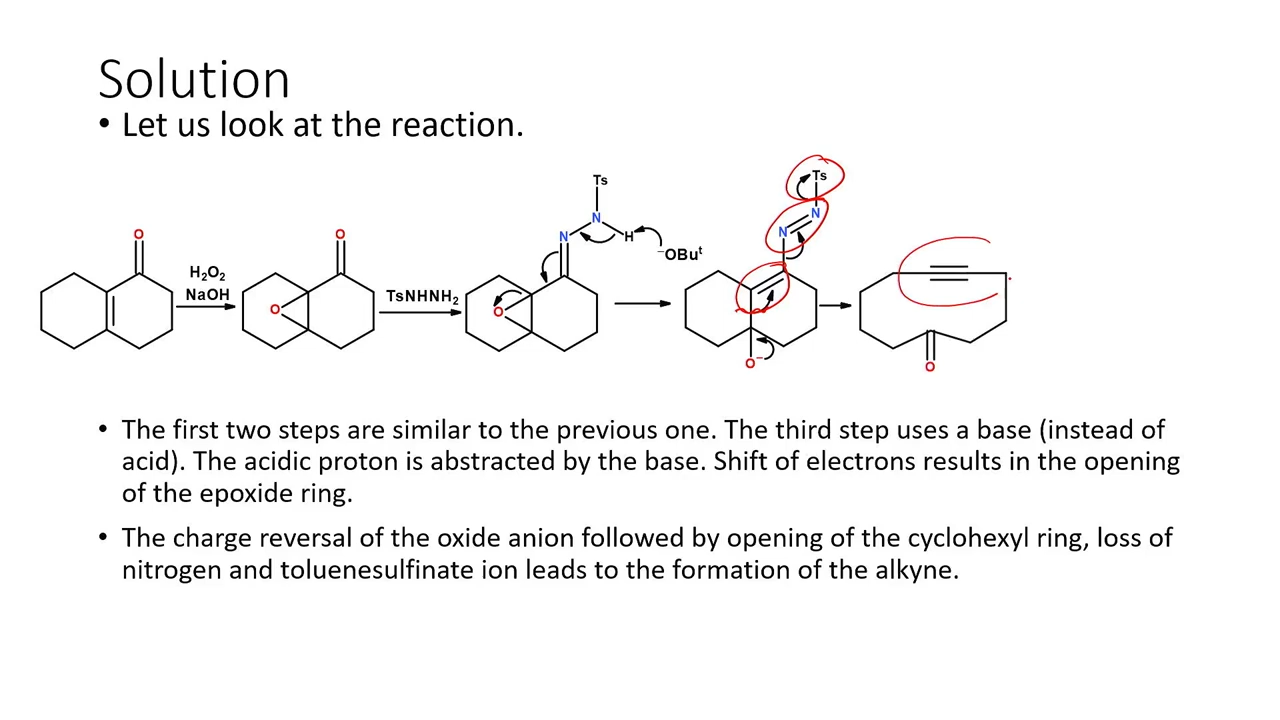 Solution
• Let us look at the reaction.
Ts
Ts
N
N
N
H
N
O
O
⁻OBuᵗ
H₂O₂
NaOH
O
TsNHNH₂
O
O⁻
O
• The first two steps are similar to the previous one. The third step uses a base (instead of
acid). The acidic proton is abstracted by the base. Shift of electrons results in the opening
of the epoxide ring.
• The charge reversal of the oxide anion followed by opening of the cyclohexyl ring, loss of
nitrogen and toluenesulfinate ion leads to the formation of the alkyne.